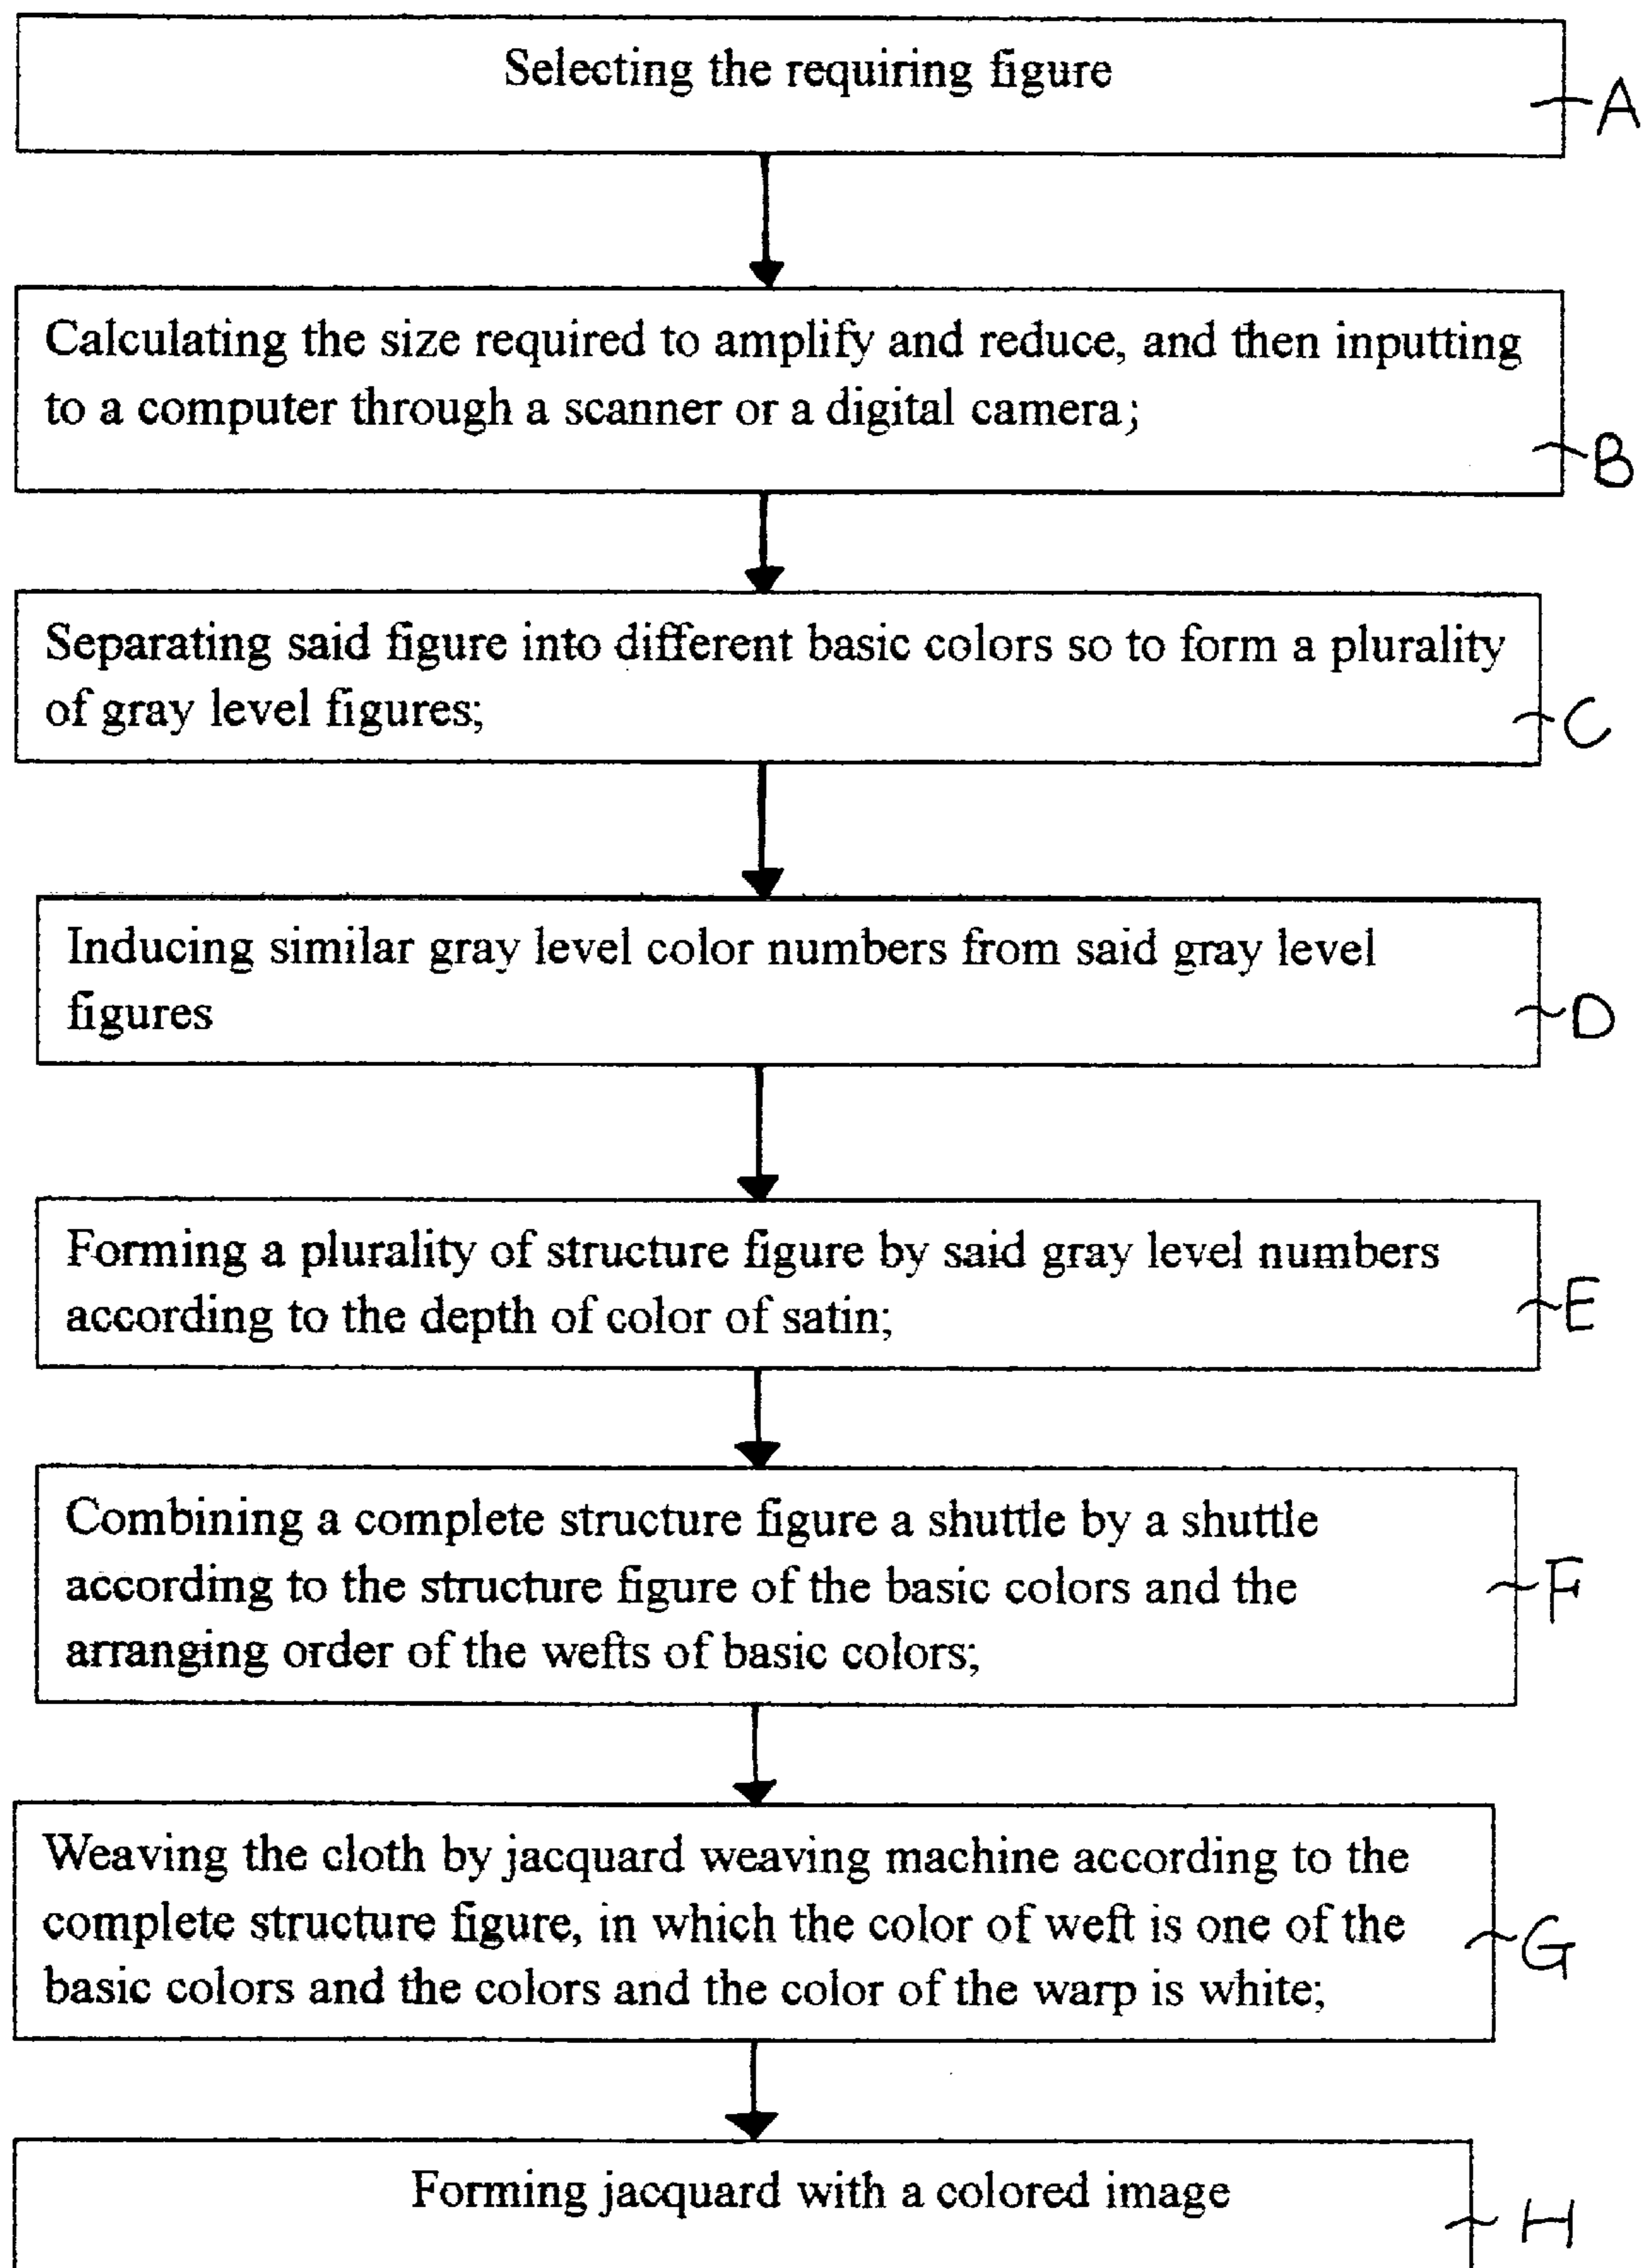 Selecting the requiring figure
A
Calculating the size required to amplify and reduce, and then inputting
to a computer through a scanner or a digital camera;
B
Separating said figure into different basic colors so to form a plurality
of gray level figures;
C
Inducing similar gray level color numbers from said gray level
figures
D
Forming a plurality of structure figure by said gray level numbers
according to the depth of color of satin;
E
Combining a complete structure figure a shuttle by a shuttle
according to the structure figure of the basic colors and the
arranging order of the wefts of basic colors;
F
Weaving the cloth by jacquard weaving machine according to the
complete structure figure, in which the color of weft is one of the
basic colors and the colors and the color of the warp is white;
G
Forming jacquard with a colored image
H